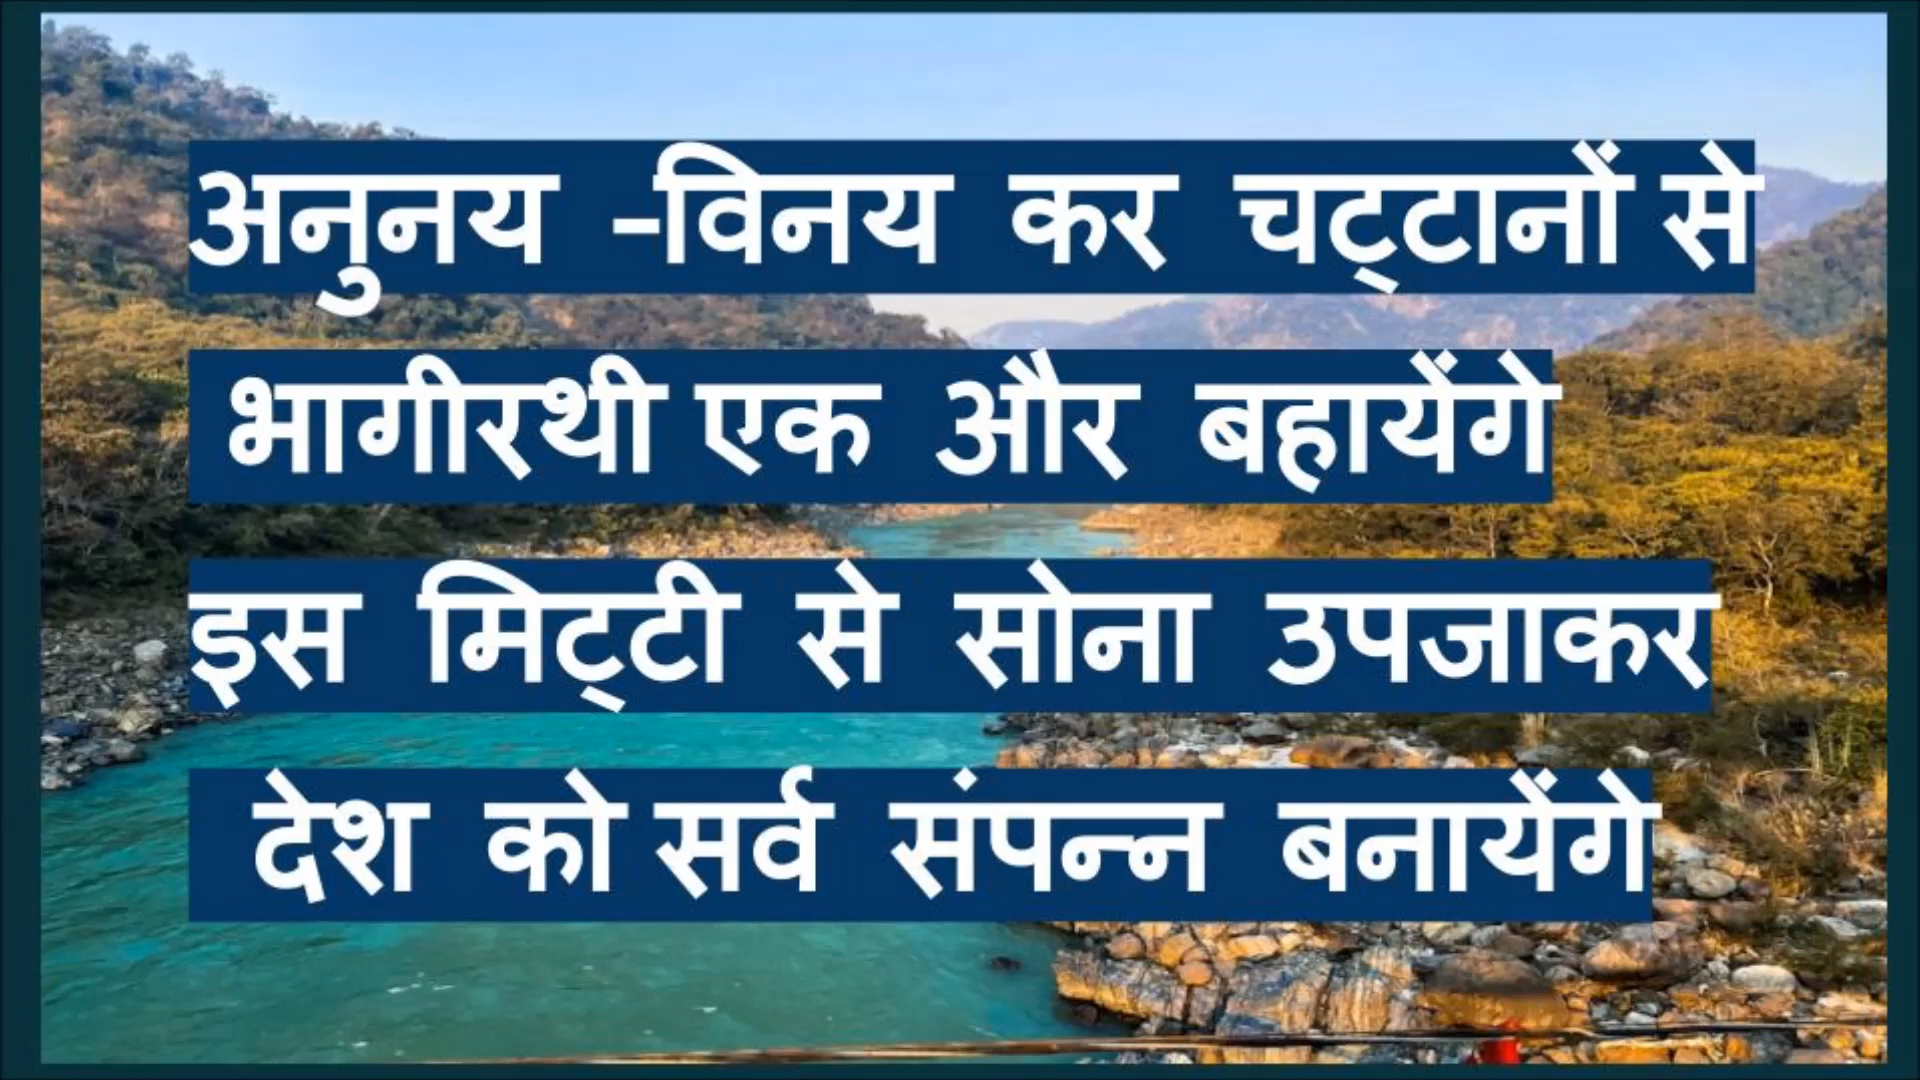 अनुनय -विनय कर चट्टानों से
भागीरथी एक और बहायेंगे
इस मिट्टी से सोना उपजाकर
देश को सर्व संपन्न बनायेंगे